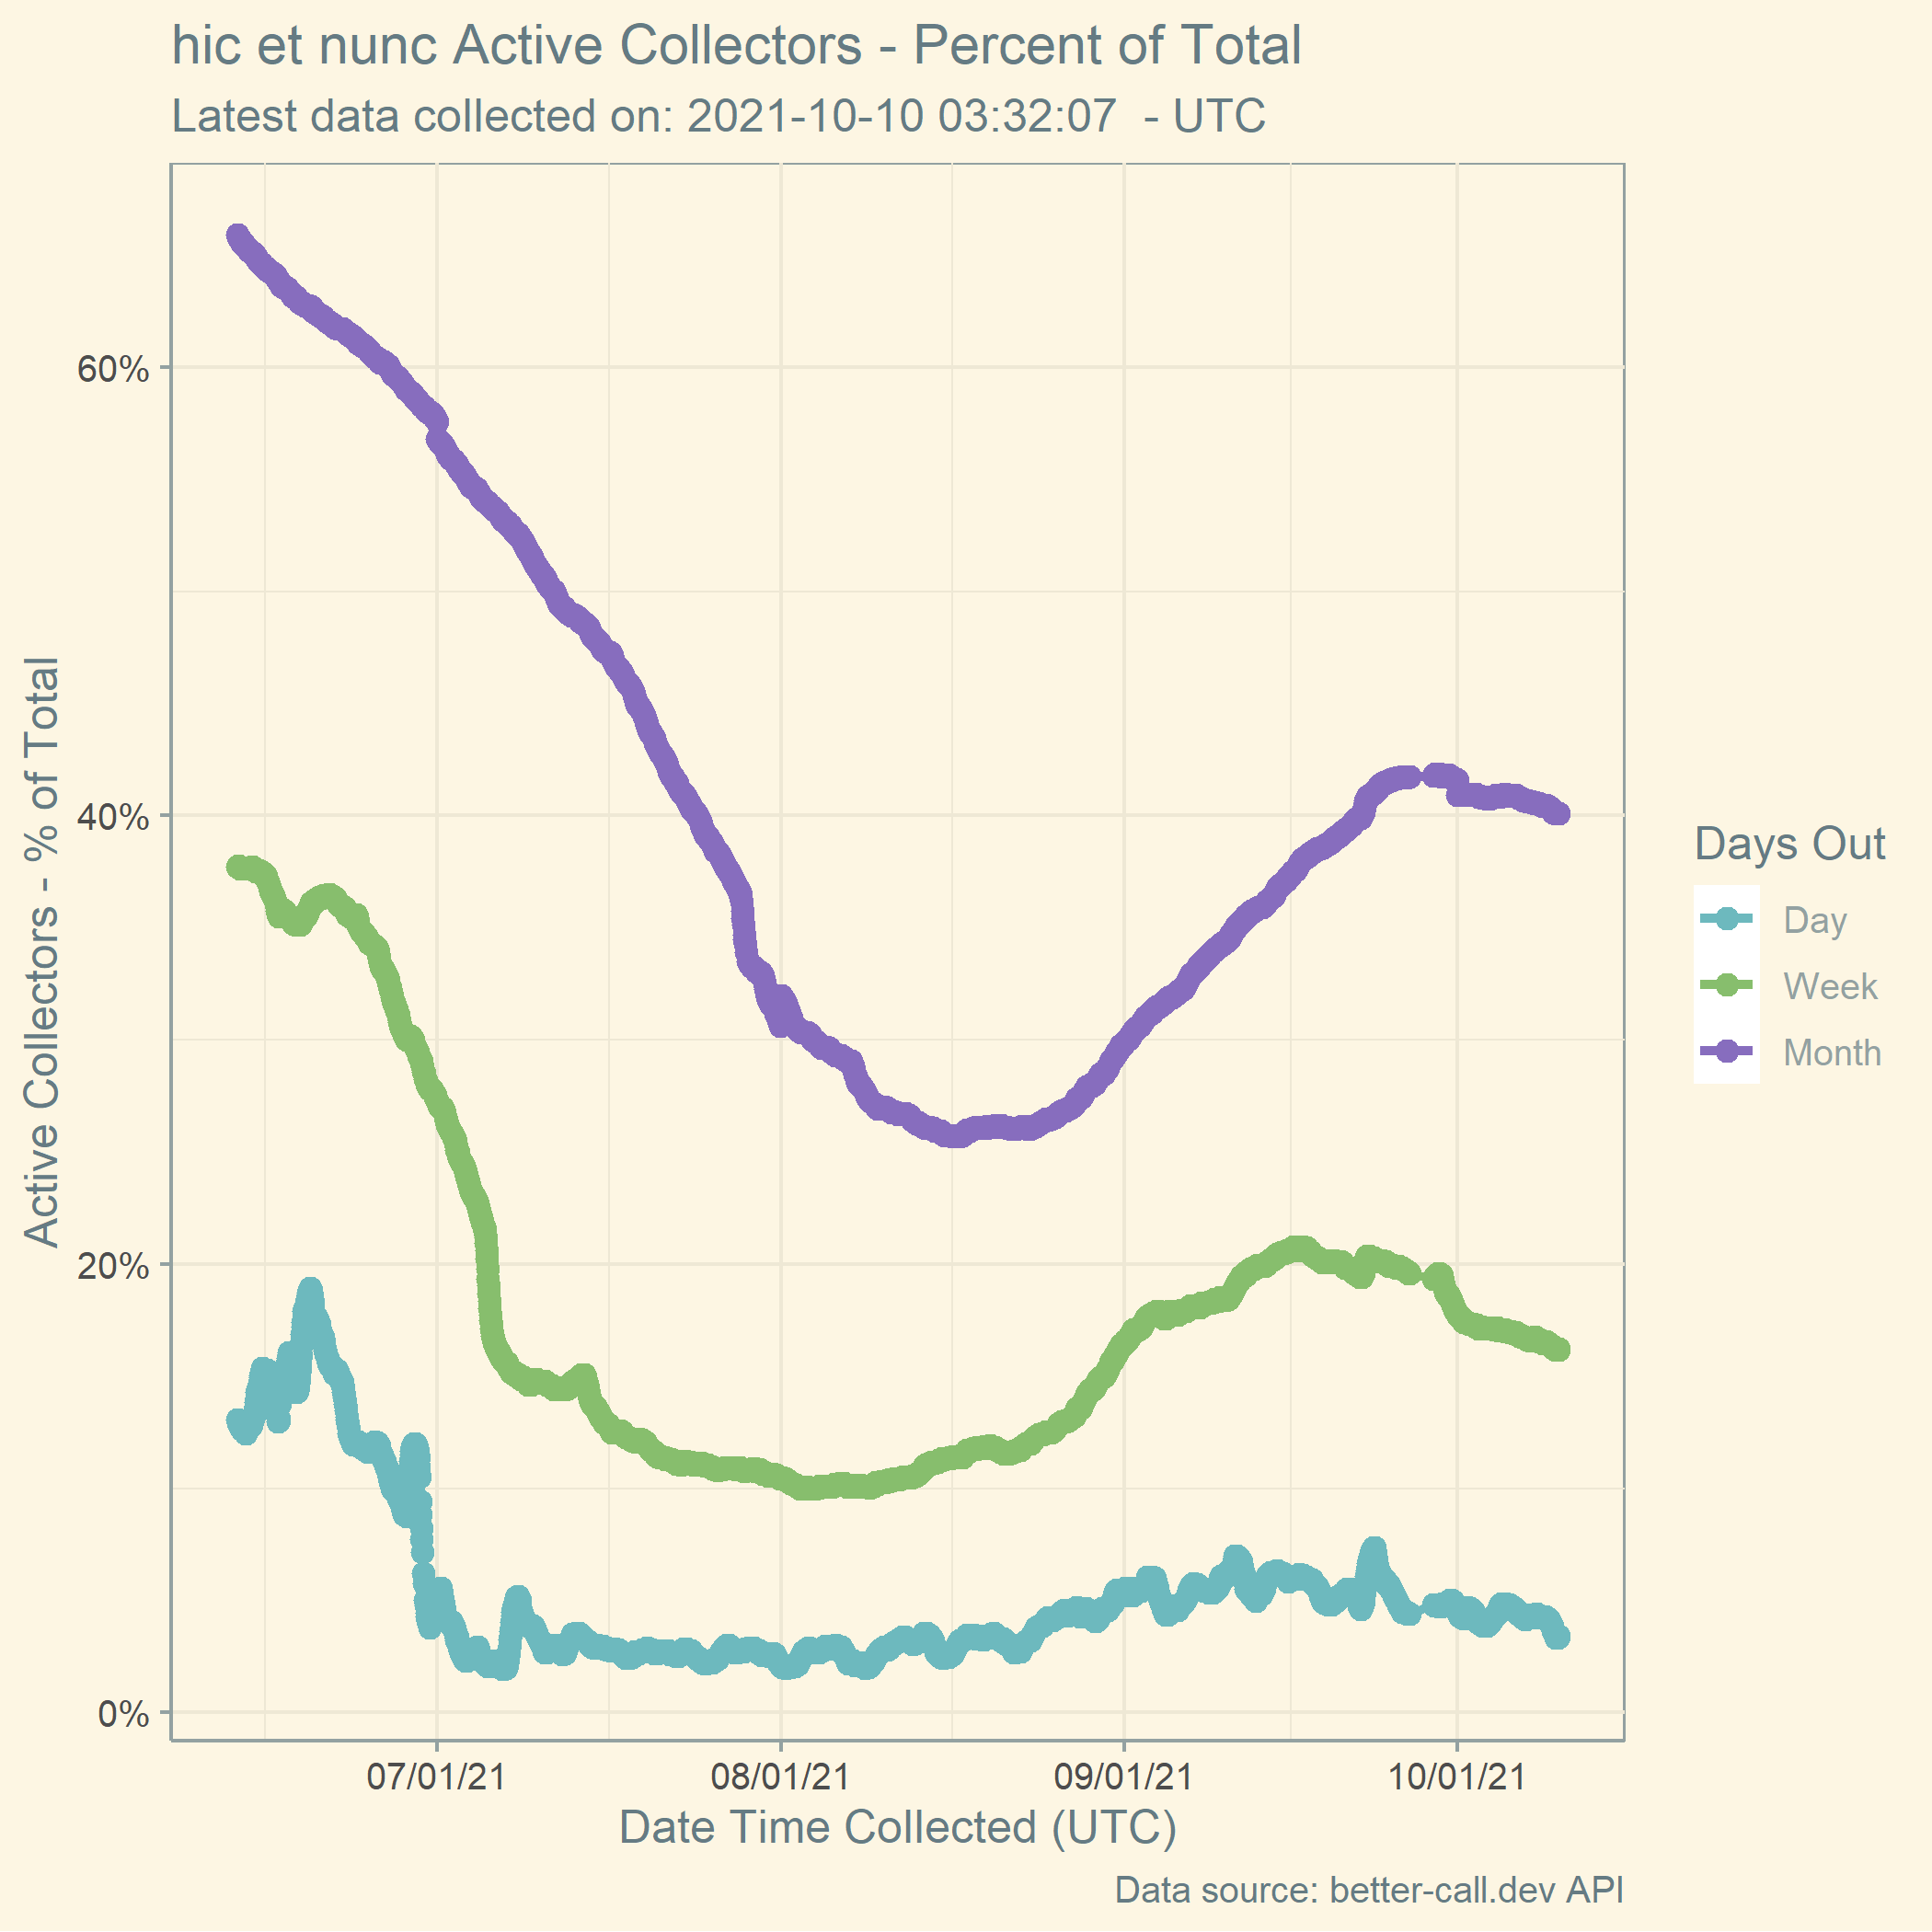 hic et nunc Active Collectors - Percent of Total
Latest data collected on: 2021-10-10 03:32:07  - UTC
Active Collectors - % of Total
60%
40%
20%
0%
07/01/21
08/01/21
09/01/21
10/01/21
Date Time Collected (UTC)
Days Out
Day
Week
Month
Data source: better-call.dev API